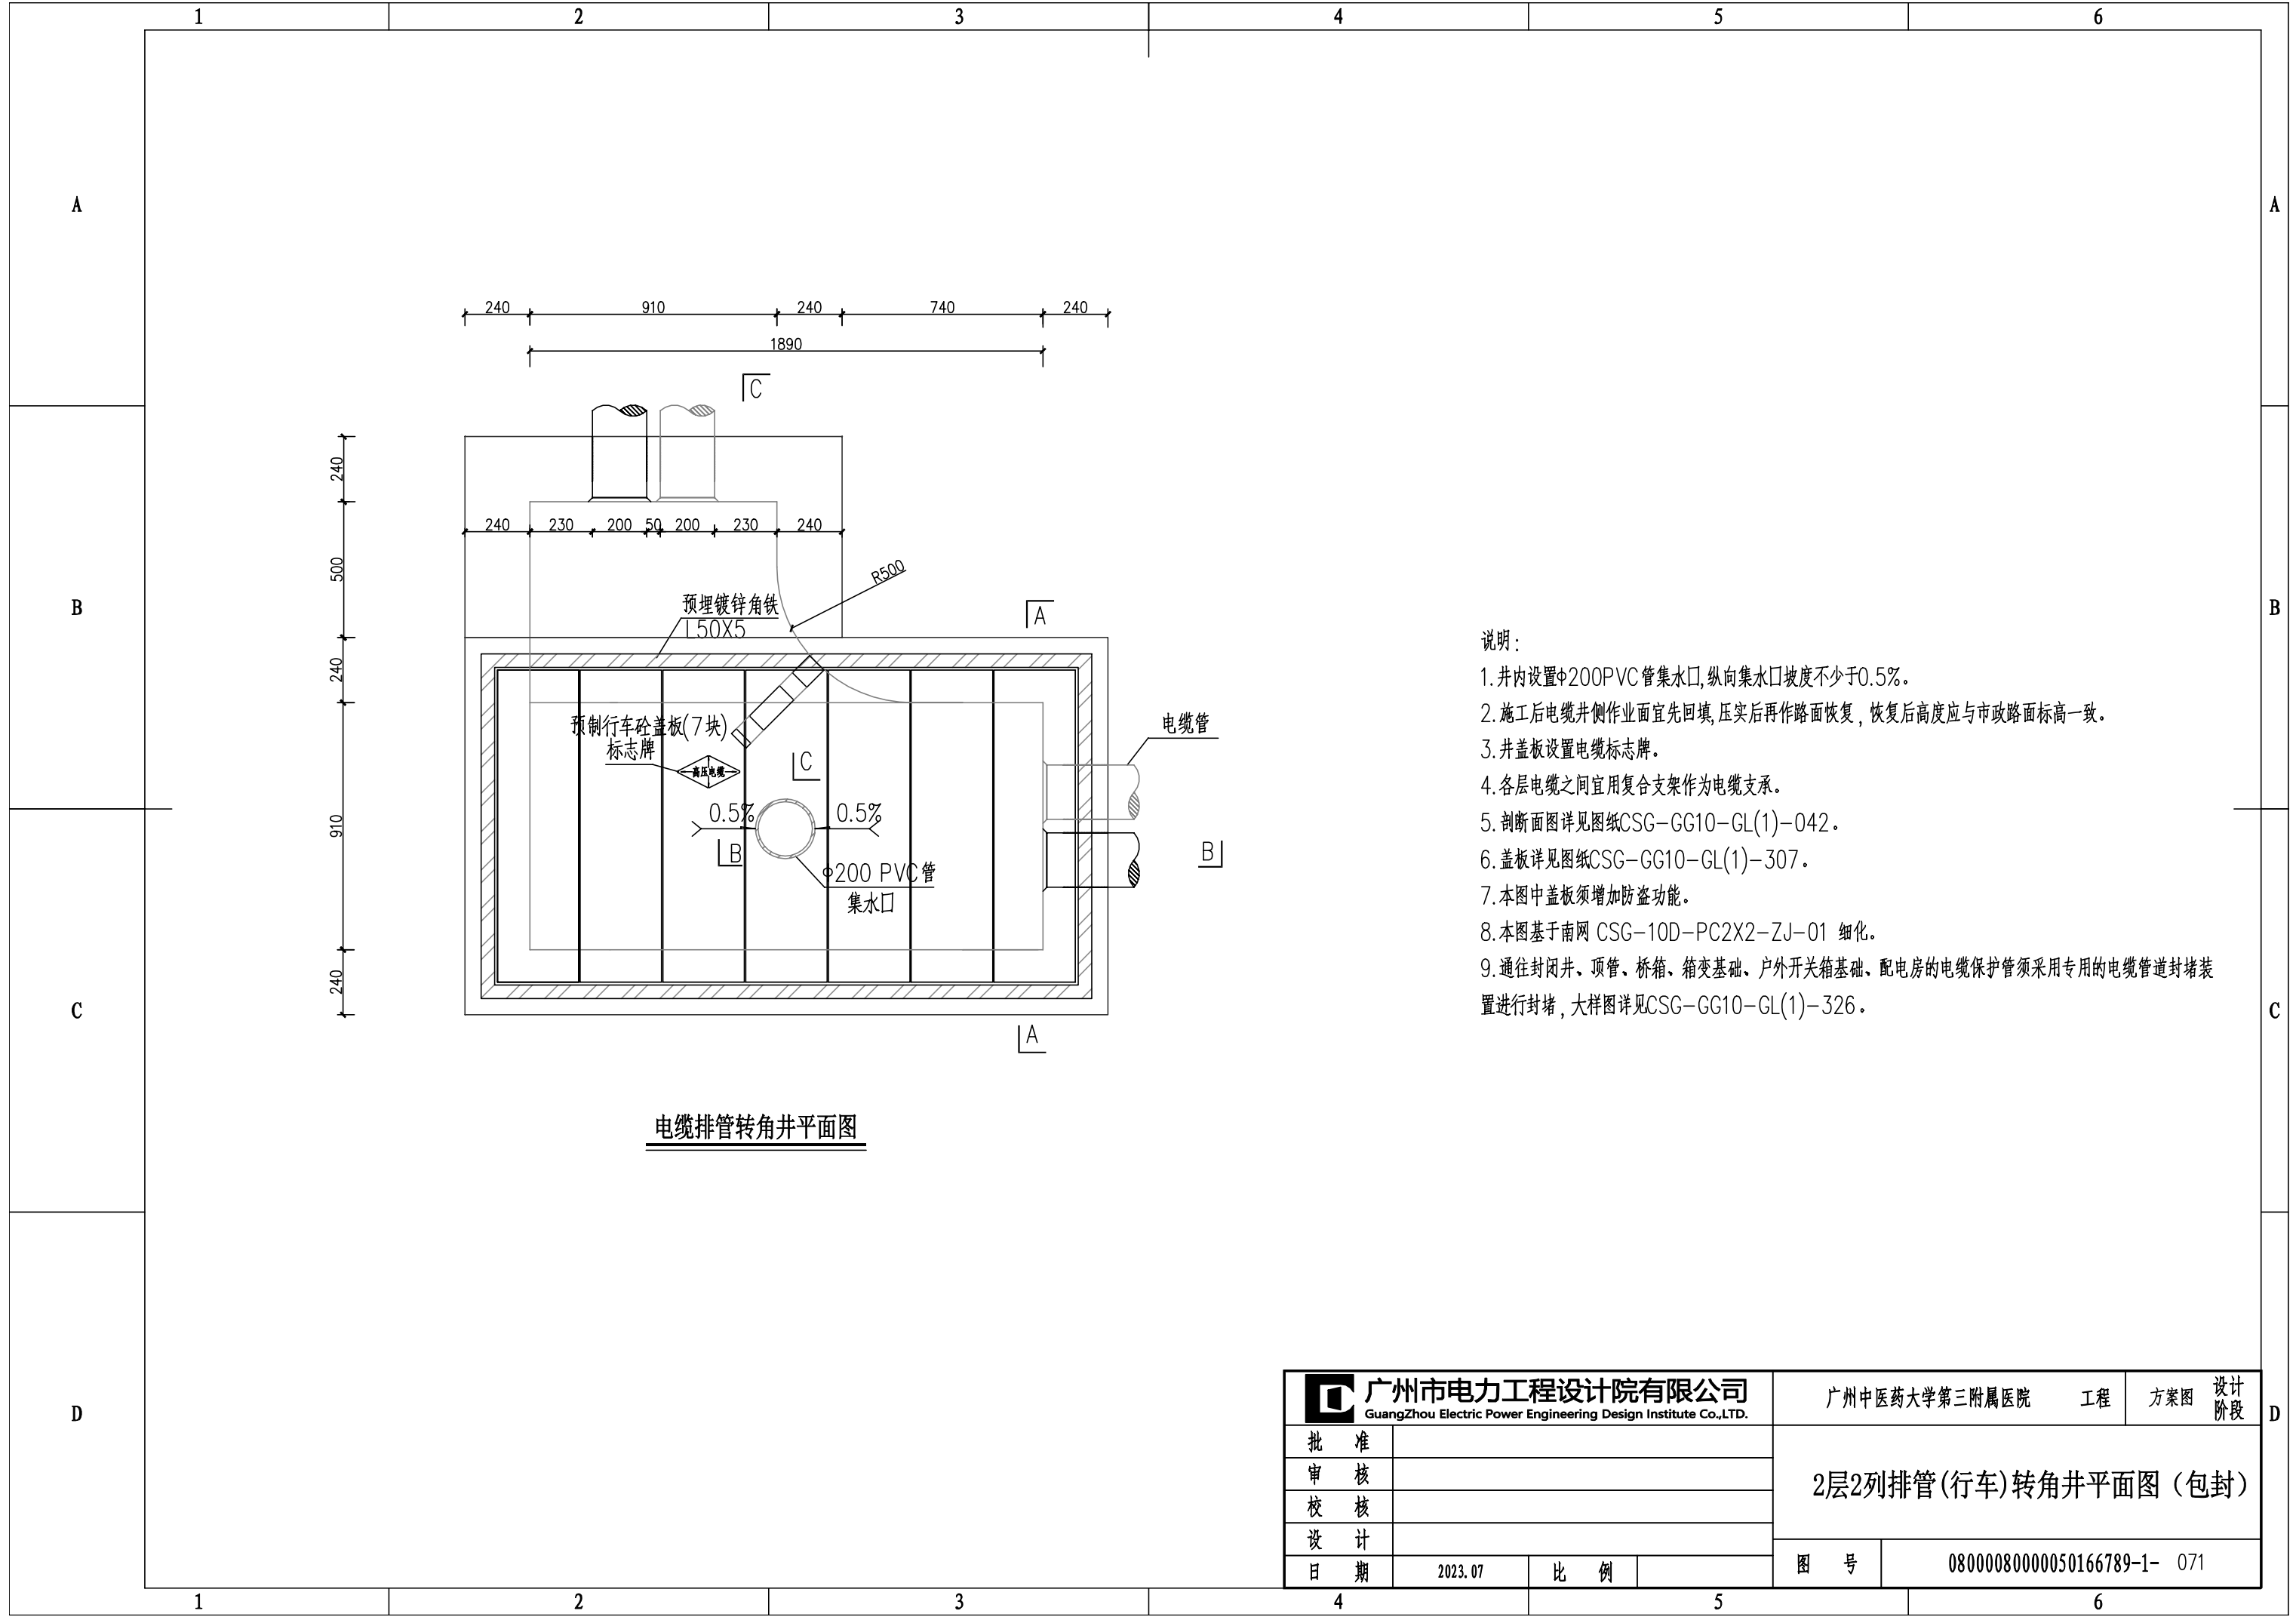 1 2 3 4 5 6
A A
240 910 240 740 240
1890
C
240
240 230 200 50 200 230 240
500
R500
预埋镀锌角铁
L50X5
A
B B
240
预制行车砼盖板(7块)
标志牌
高压电缆
C
电缆管
0.5% 0.5%
910
B B
ф200 PVC管
集水口
240
A
电缆排管转角井平面图
说明：
1.井内设置ф200PVC管集水口,纵向集水口坡度不少于0.5%。
2.施工后电缆井侧作业面宜先回填,压实后再作路面恢复，恢复后高度应与市政路面标高一致。
3.井盖板设置电缆标志牌。
4.各层电缆之间宜用复合支架作为电缆支承。
5.剖断面图详见图纸CSG-GG10-GL(1)-042。
6.盖板详见图纸CSG-GG10-GL(1)-307。
7.本图中盖板须增加防盗功能。
8.本图基于南网 CSG-10D-PC2X2-ZJ-01 细化。
9.通往封闭井、顶管、桥箱、箱变基础、户外开关箱基础、配电房的电缆保护管须采用专用的电缆管道封堵装
置进行封堵，大样图详见CSG-GG10-GL(1)-326。
C C
D D
广州市电力工程设计院有限公司
GuangZhou Electric Power Engineering Design Institute Co.,LTD.
广州中医药大学第三附属医院 工程 方案图 设计
阶段
批 准
审 核
校 核
设 计
2层2列排管(行车)转角井平面图（包封）
日 期 2023.07 比 例
图 号 08000080000050166789-1- 071
1 2 3 4 5 6